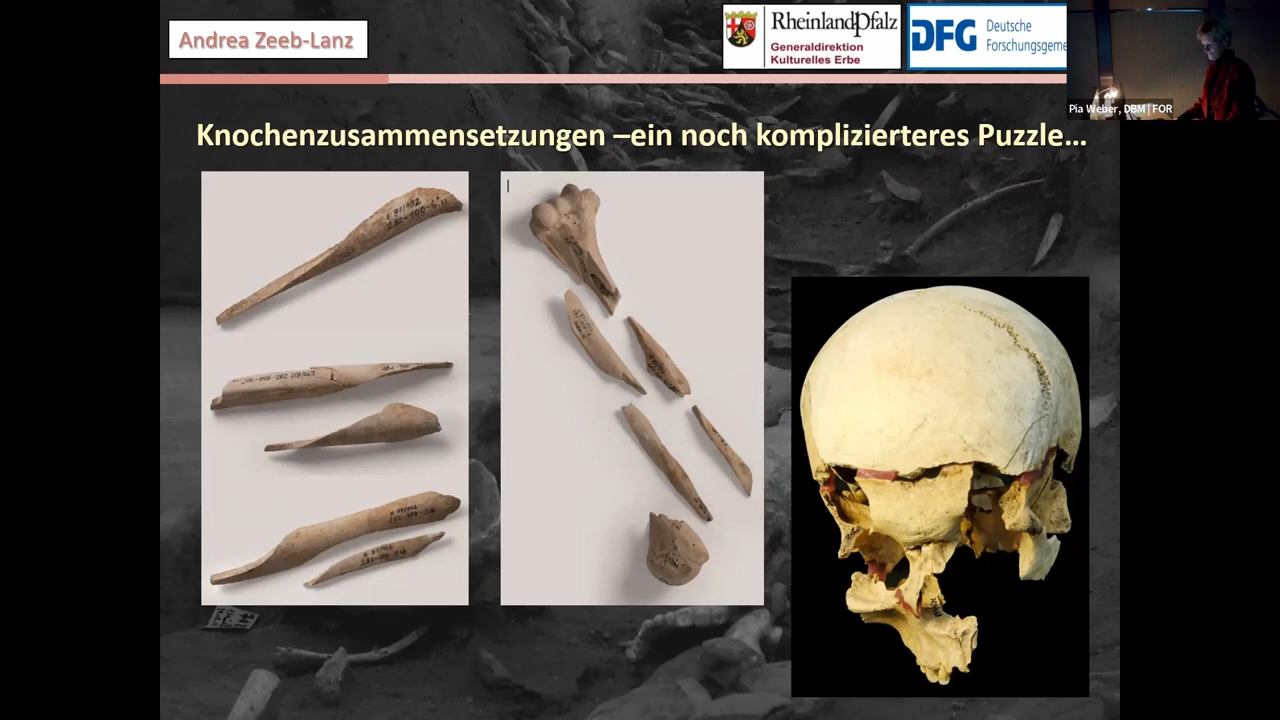 Andrea Zeeb-Lanz
RheinlandPfalz
Generaldirektion
Kulturelles Erbe
DFG
Deutsche
Forschungsgeme
Pia Weber, DBM | FOR
Knochenzusammensetzungen –ein noch komplizierteres Puzzle...